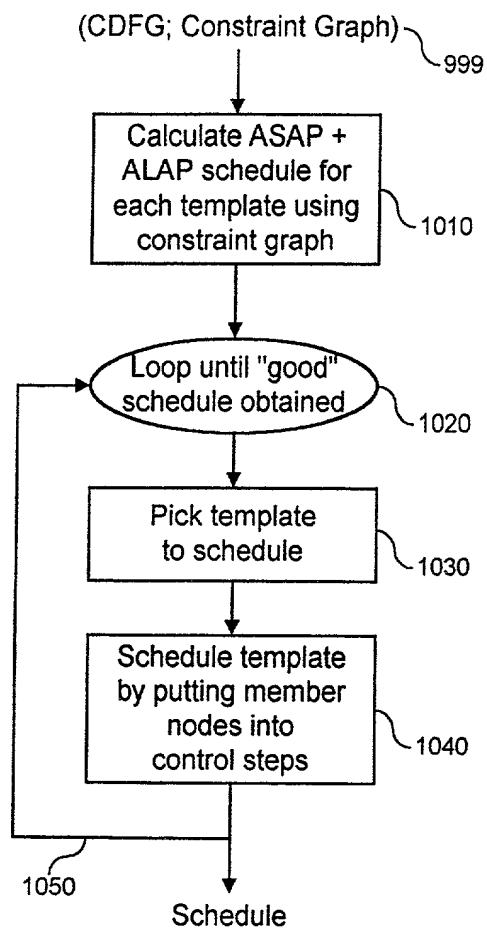 (CDFG; Constraint Graph)
999
Calculate ASAP +
ALAP schedule for
each template using
constraint graph
1010
Loop until "good"
schedule obtained
1020
Pick template
to schedule
1030
Schedule template
by putting member
nodes into
control steps
1040
1050
Schedule